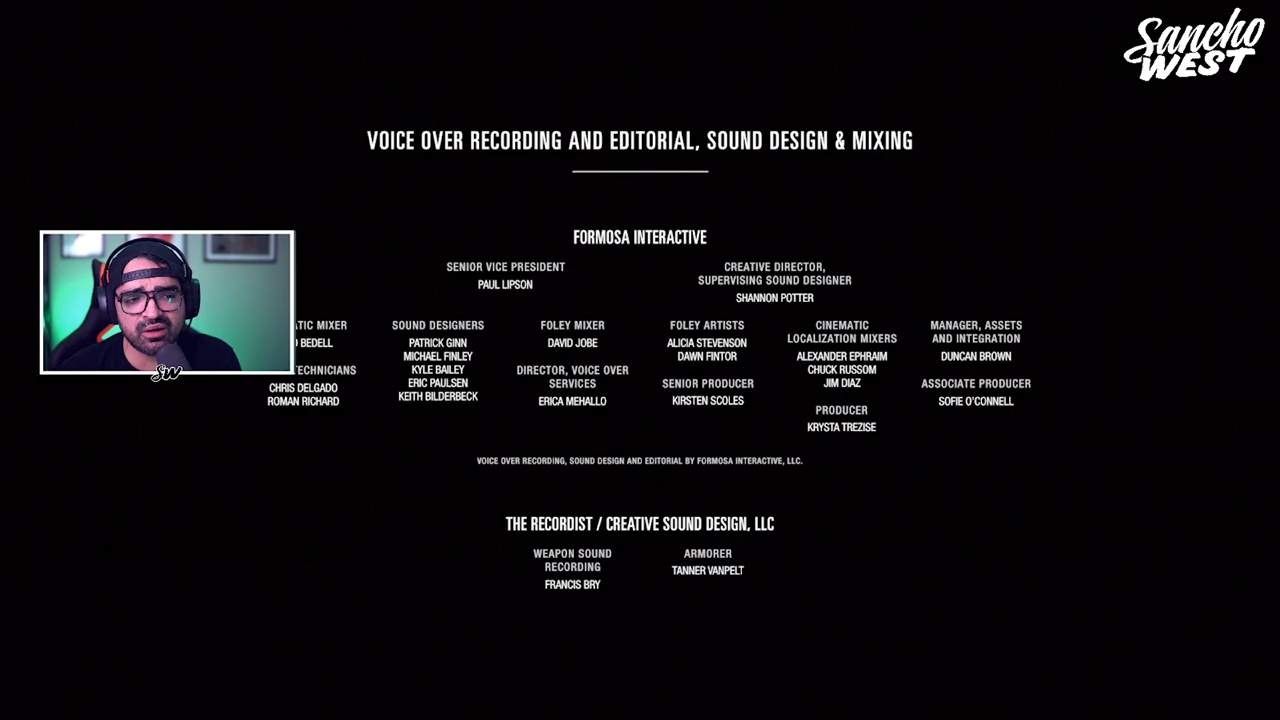 Sancho
WEST
VOICE OVER RECORDING AND EDITORIAL, SOUND DESIGN & MIXING
FORMOSA INTERACTIVE
SENIOR VICE PRESIDENT
PAUL LIPSON
CREATIVE DIRECTOR,
SUPERVISING SOUND DESIGNER
SHANNON POTTER
MIXER
BEDELL
TECHNICIANS
CHRIS DELGADO
ROMAN RICHARD
SOUND DESIGNERS
PATRICK GINN
MICHAEL FINLEY
KYLE BAILEY
ERIC PAULSEN
KEITH BILDERBECK
FOLEY MIXER
DAVID JOBE
DIRECTOR, VOICE OVER
SERVICES
ERICA MEHALLO
FOLEY ARTISTS
ALICIA STEVENSON
DAWN FINTOR
SENIOR PRODUCER
KIRSTEN SCOLES
CINEMATIC
LOCALIZATION MIXERS
ALEXANDER EPHRAIM
CHUCK RUSSOM
JIM DIAZ
PRODUCER
KRYSTA TREZISE
MANAGER, ASSETS
AND INTEGRATION
DUNCAN BROWN
ASSOCIATE PRODUCER
SOFIE O'CONNELL
SW
VOICE OVER RECORDING, SOUND DESIGN AND EDITORIAL BY FORMOSA INTERACTIVE, LLC.
THE RECORDIST / CREATIVE SOUND DESIGN, LLC
WEAPON SOUND
RECORDING
FRANCIS BRY
ARMORER
TANNER VANPELT